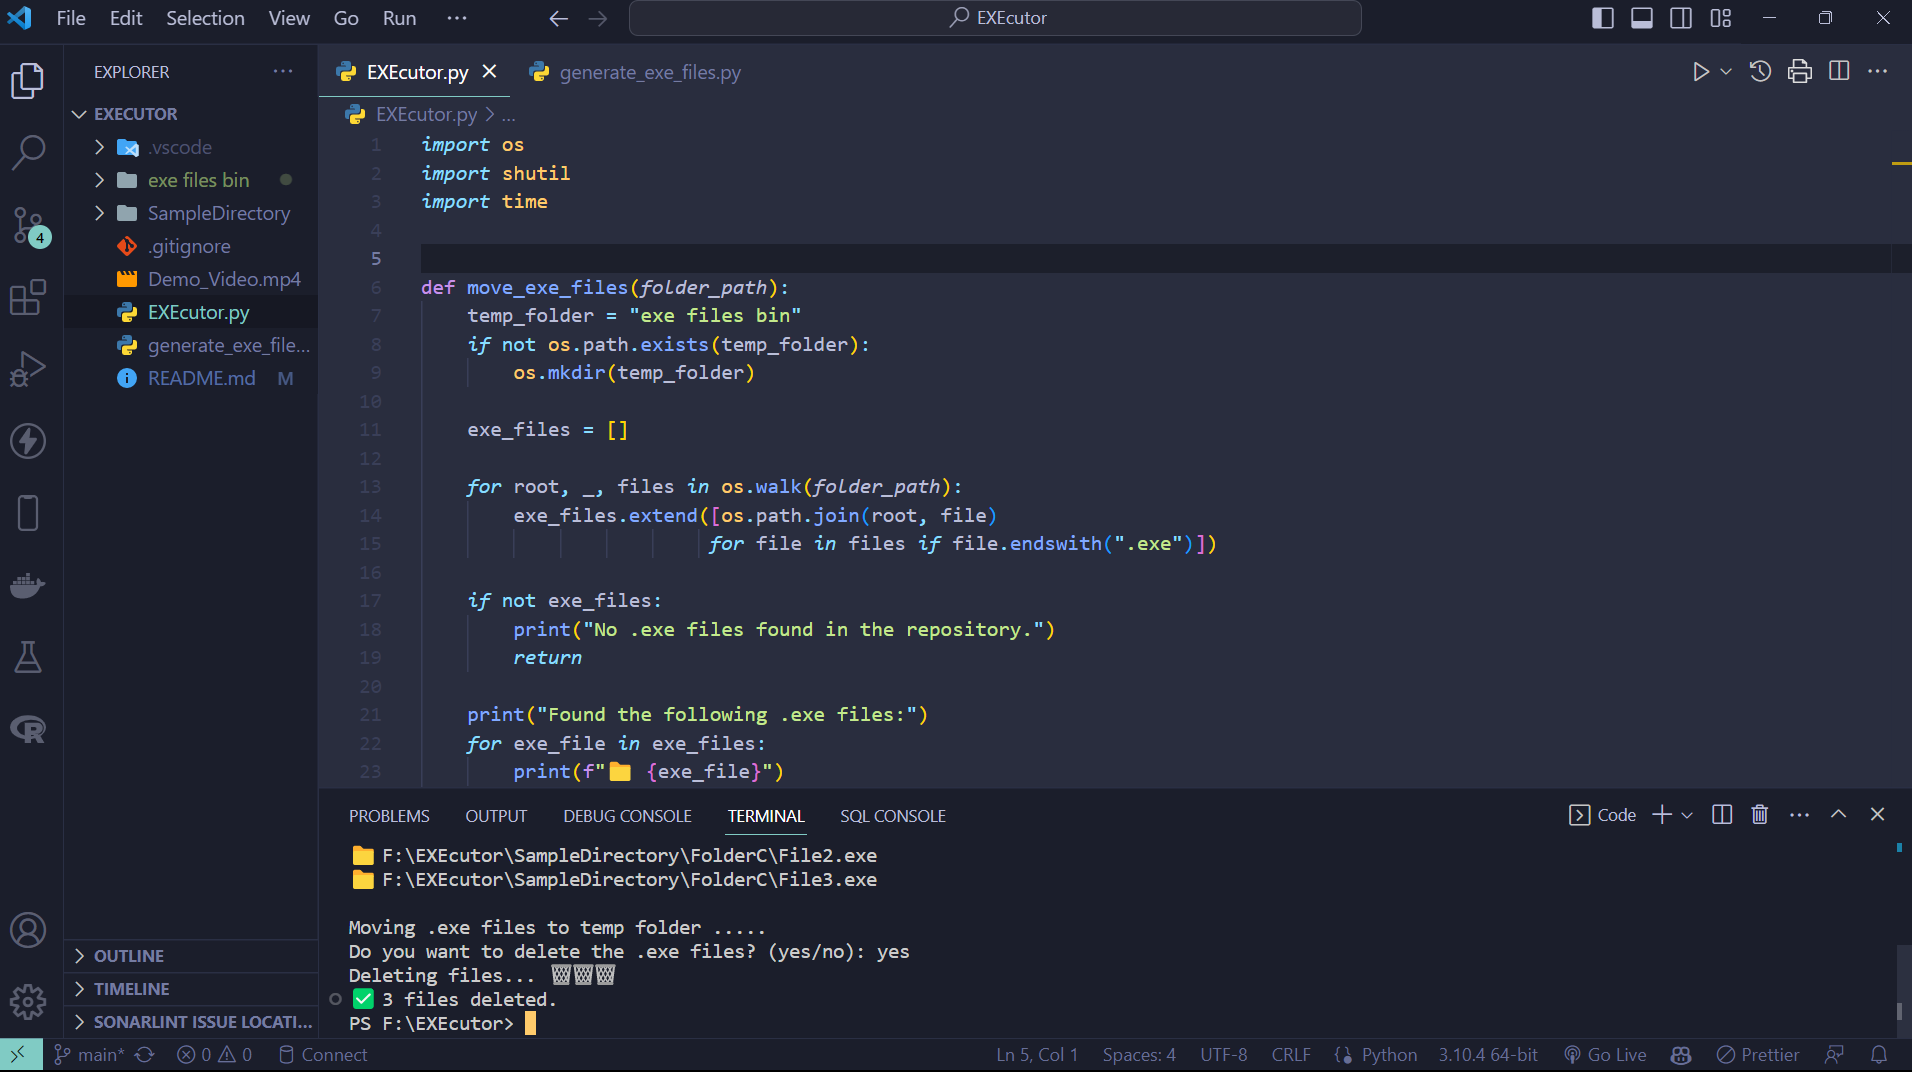 File Edit Selection View Go Run ··· EXEcutor
EXPLORER ···
EXECUTOR
.vscode
exe files bin
SampleDirectory
.gitignore
Demo_Video.mp4
EXEcutor.py
generate_exe_file...
README.md M
4
OUTLINE
TIMELINE
SONARLINT ISSUE LOCATI...
EXEcutor.py generate_exe_files.py
EXEcutor.py > ...
1 import os
2 import shutil
3 import time
4
5
6 def move_exe_files(folder_path):
7 temp_folder = "exe files bin"
8 if not os.path.exists(temp_folder):
9 os.mkdir(temp_folder)
10
11 exe_files = []
12
13 for root, _, files in os.walk(folder_path):
14 exe_files.extend([os.path.join(root, file)
15 for file in files if file.endswith(".exe")])
16
17 if not exe_files:
18 print("No .exe files found in the repository.")
19 return
20
21 print("Found the following .exe files:")
22 for exe_file in exe_files:
23 print(f"📁 {exe_file}")
PROBLEMS OUTPUT DEBUG CONSOLE TERMINAL SQL CONSOLE Code
📁 F:\EXEcutor\SampleDirectory\FolderC\File2.exe
📁 F:\EXEcutor\SampleDirectory\FolderC\File3.exe
Moving .exe files to temp folder .....
Do you want to delete the .exe files? (yes/no): yes
Deleting files... 🗑🗑🗑
✅ 3 files deleted.
PS F:\EXEcutor>
main* 0 0 Connect Ln 5, Col 1 Spaces: 4 UTF-8 CRLF Python 3.10.4 64-bit Go Live Prettier